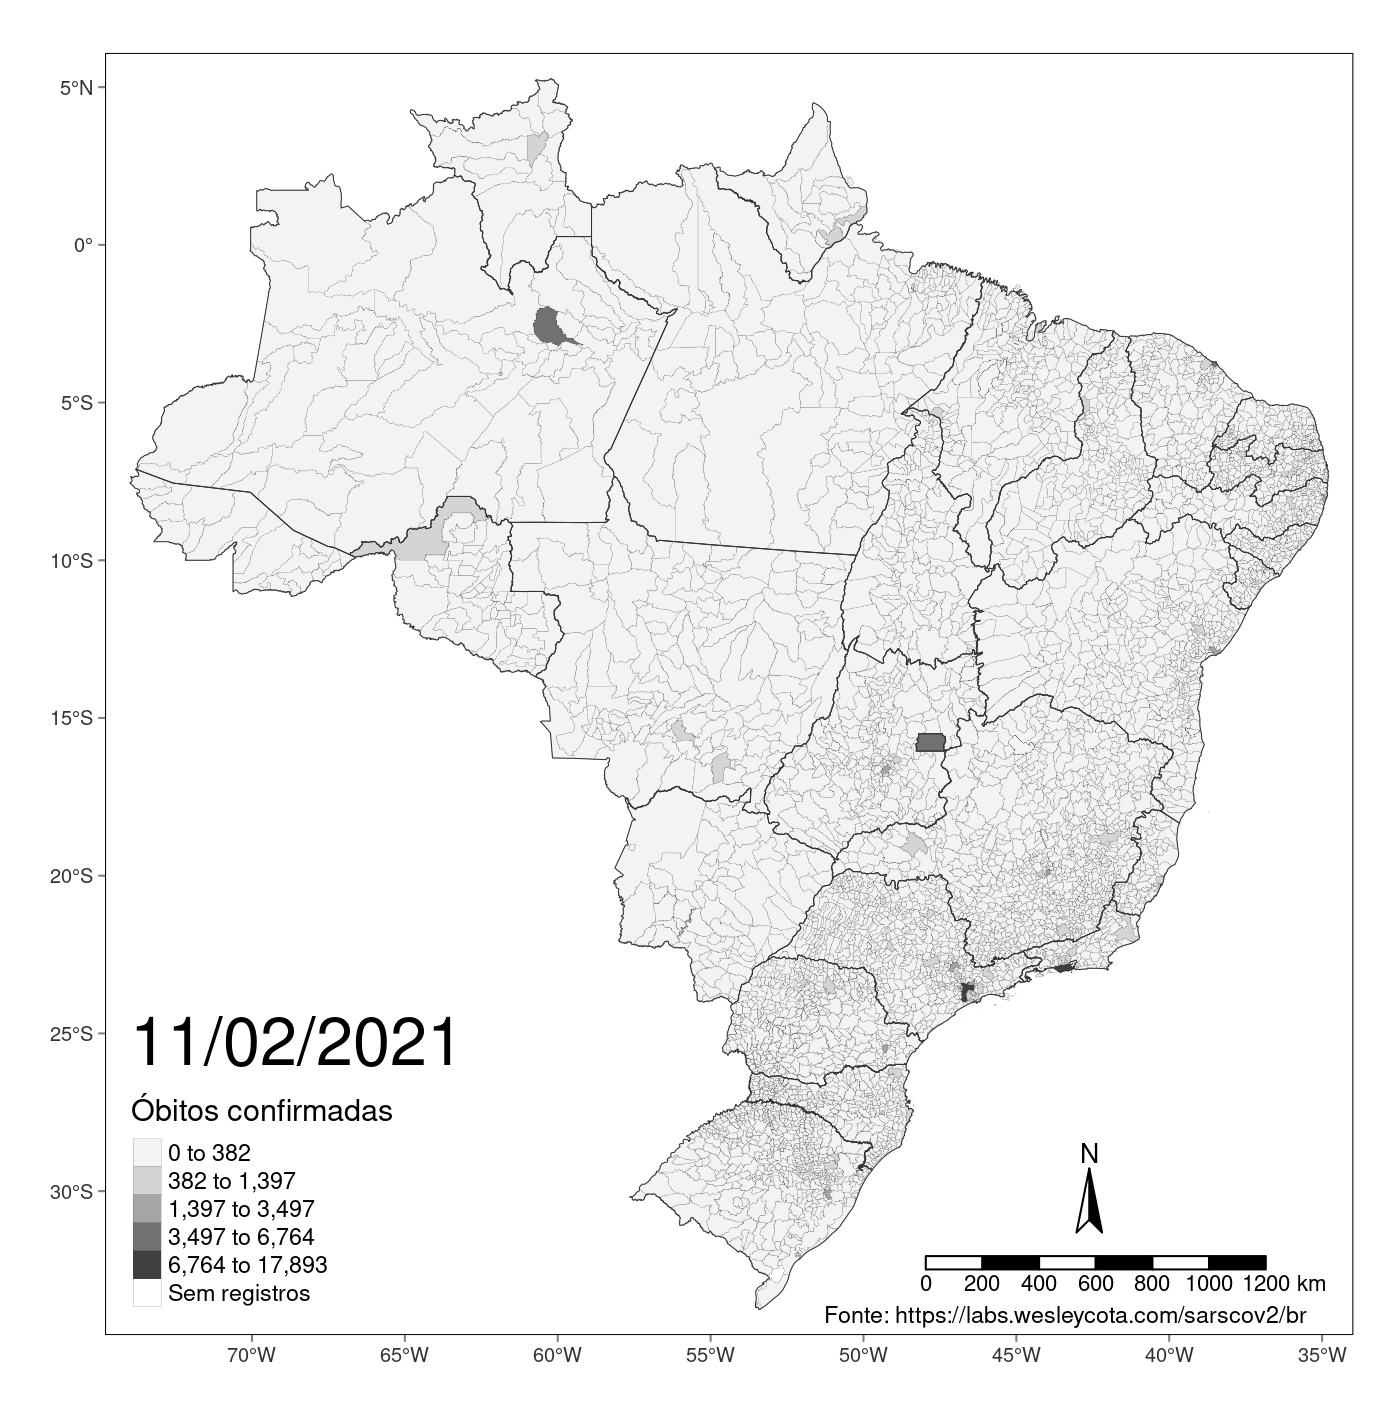 5°N
0°
5°S
10°S
15°S
20°S
25°S
30°S
11/02/2021
Óbitos confirmadas
0 to 382
382 to 1,397
1,397 to 3,497
3,497 to 6,764
6,764 to 17,893
Sem registros
N
0 200 400 600 800 1000 1200 km
Fonte: https://labs.wesleycota.com/sarscov2/br
70°W 65°W 60°W 55°W 50°W 45°W 40°W 35°W